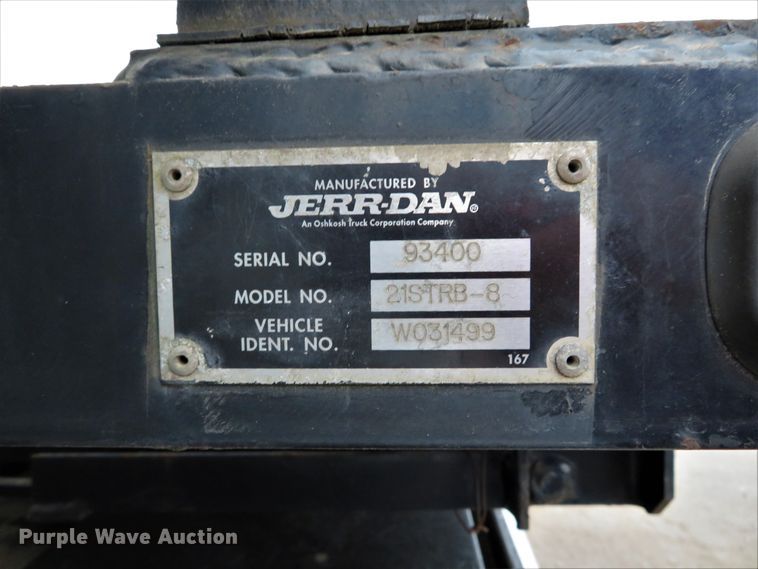 MANUFACTURED BY
JERR-DAN®
An Oshkosh Truck Corporation Company
SERIAL NO. 93400
MODEL NO. 21STRB-8
VEHICLE
IDENT. NO. W031499
167
Purple Wave Auction